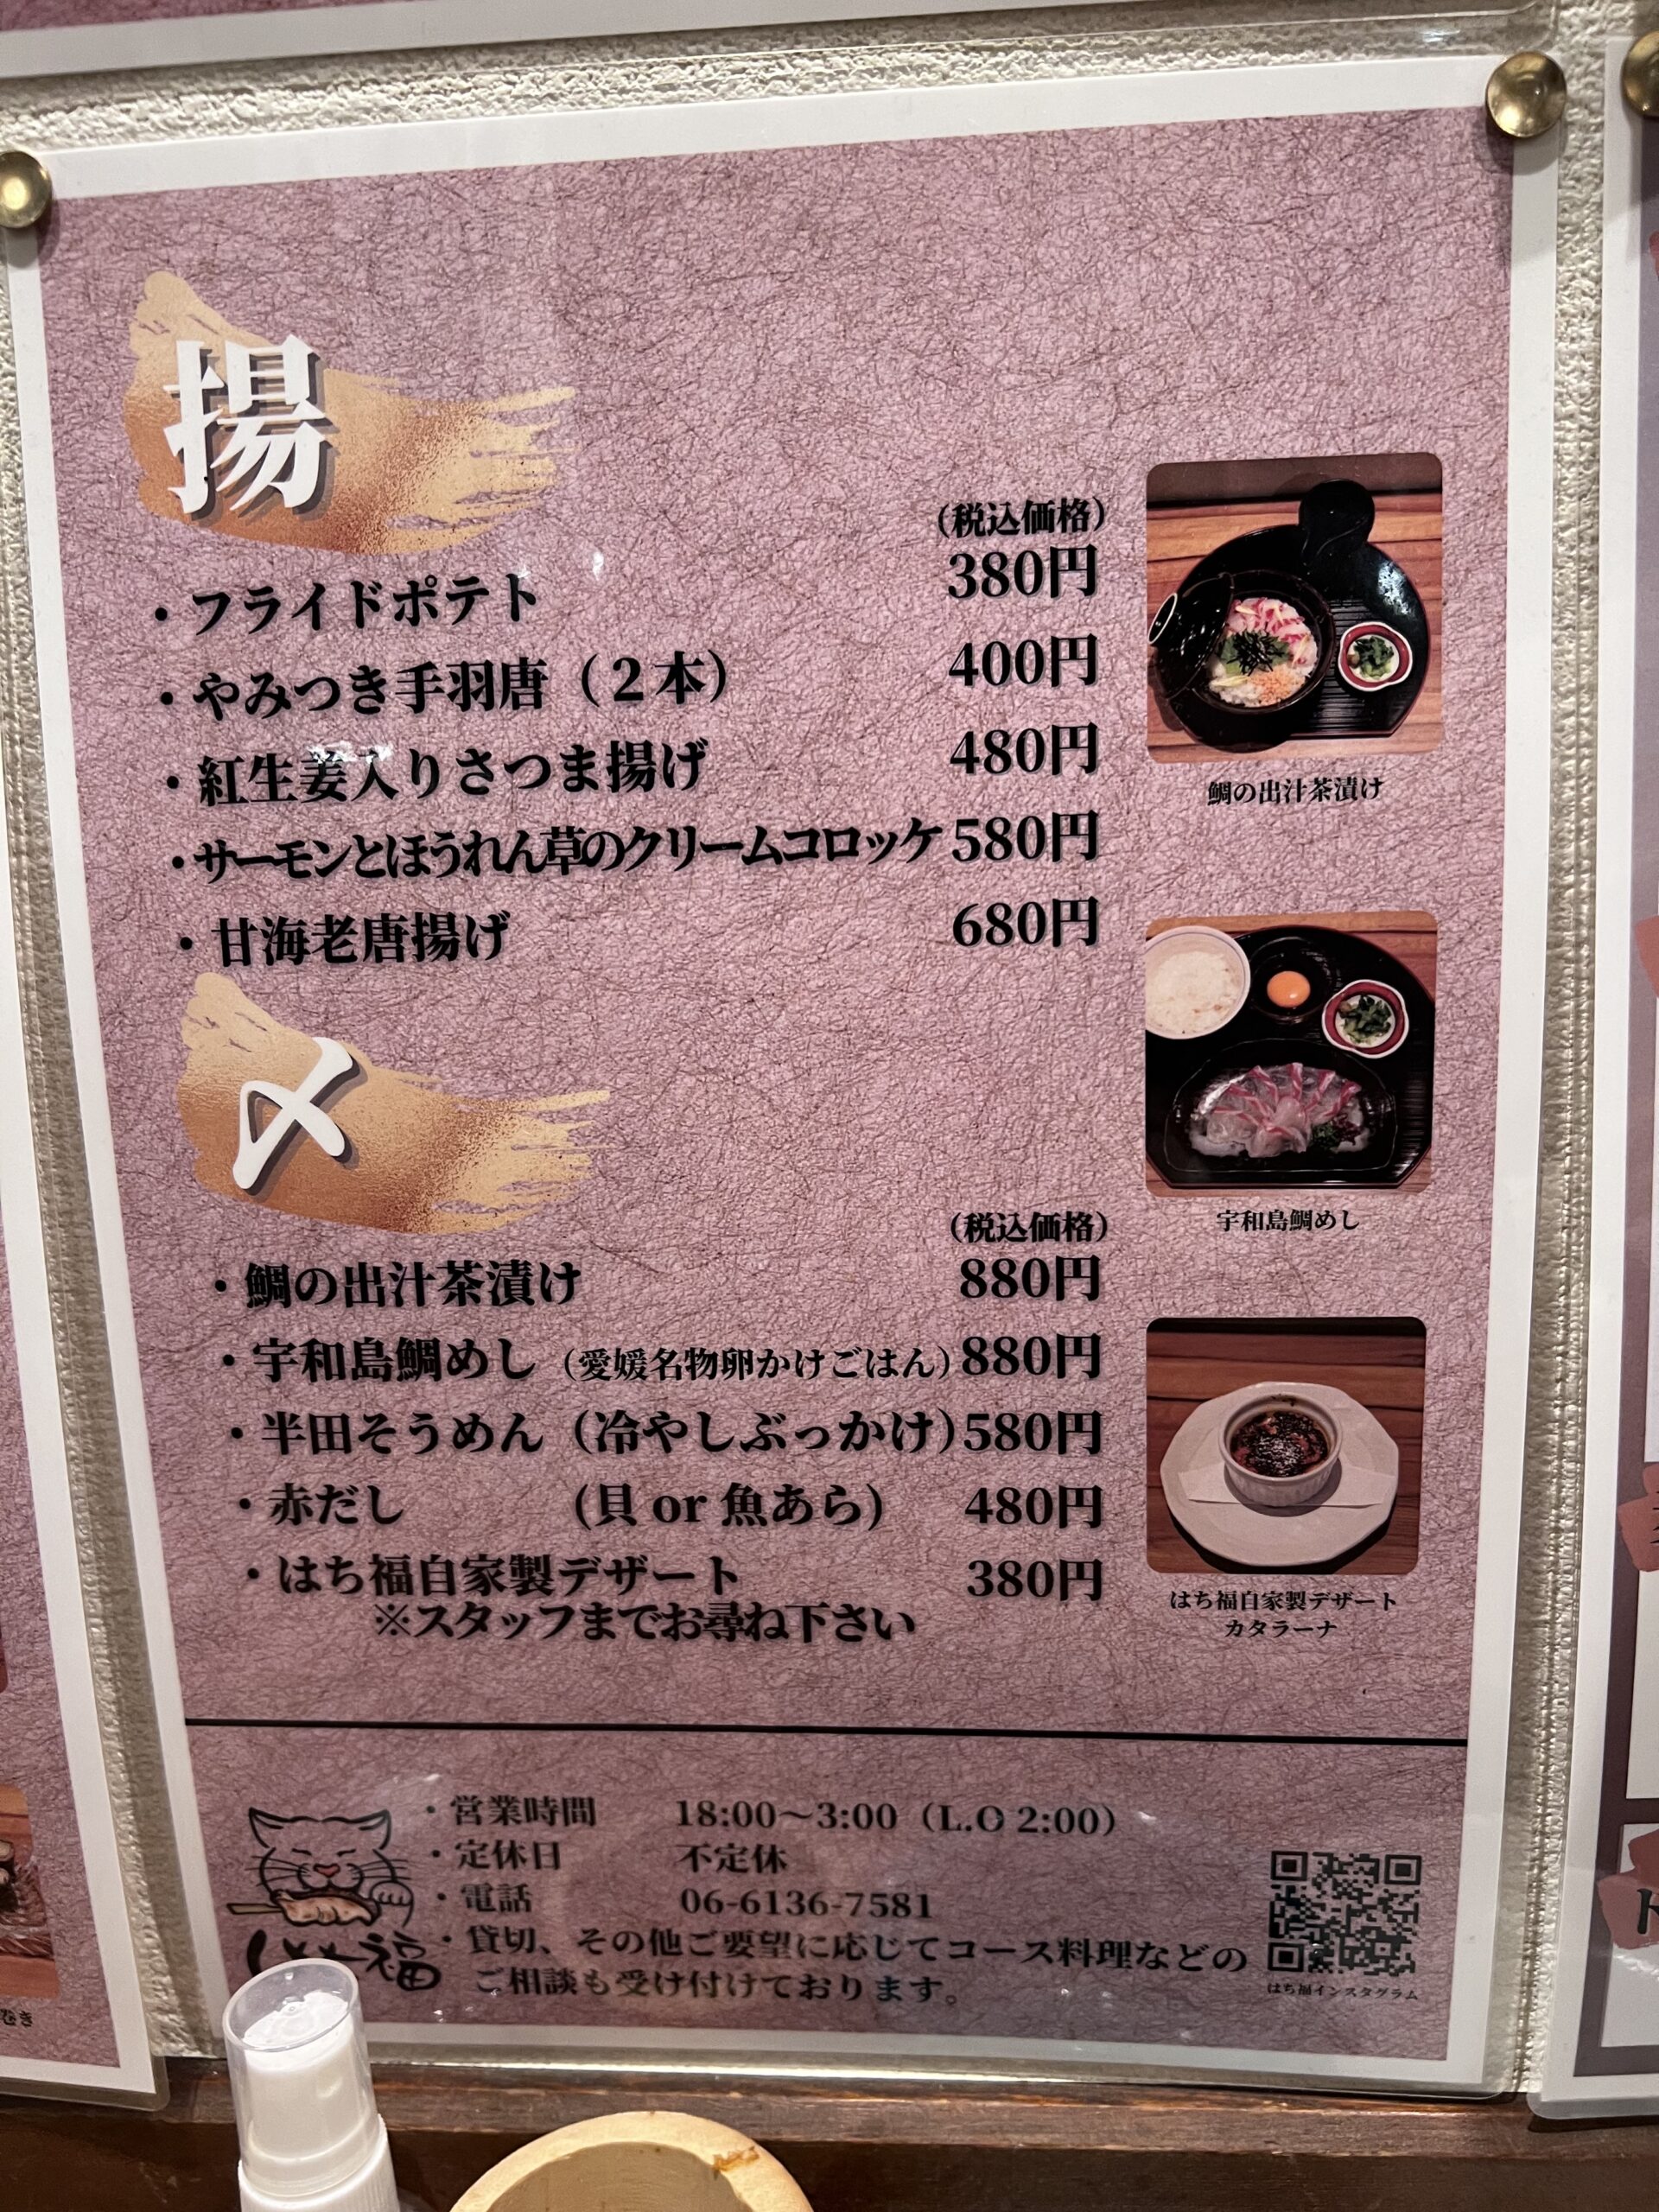 揚
(税込価格)
・フライドポテト 380円
・やみつき手羽唐（2本） 400円
・紅生姜入りさつま揚げ 480円
・サーモンとほうれん草のクリームコロッケ 580円
・甘海老唐揚げ 680円
鯛の出汁茶漬け
宇和島鯛めし
〆
(税込価格)
・鯛の出汁茶漬け 880円
・宇和島鯛めし（愛媛名物卵かけごはん） 880円
・半田そうめん（冷やしぶっかけ） 580円
・赤だし (貝 or 魚あら) 480円
・はち福自家製デザート 380円
※スタッフまでお尋ね下さい
はち福自家製デザート
カタラーナ
・営業時間 18:00〜3:00（L.O 2:00）
・定休日 不定休
・電話 06-6136-7581
・貸切、その他ご要望に応じてコース料理などの
ご相談も受け付けております。
福
はち福インスタグラム
巻き